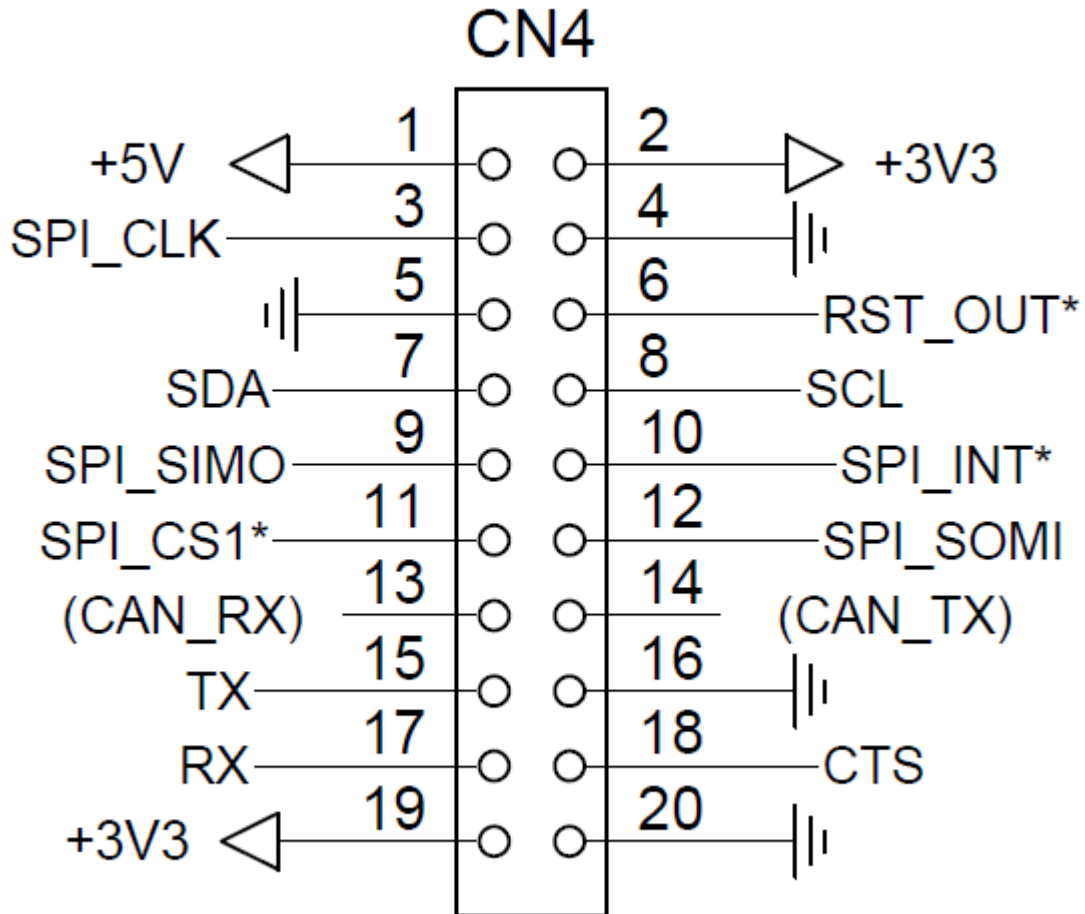 CN4
+5V 1 2 +3V3
SPI_CLK 3 4
5 6 RST_OUT*
SDA 7 8 SCL
SPI_SIMO 9 10 SPI_INT*
SPI_CS1* 11 12 SPI_SOMI
(CAN_RX) 13 14 (CAN_TX)
TX 15 16
RX 17 18 CTS
+3V3 19 20